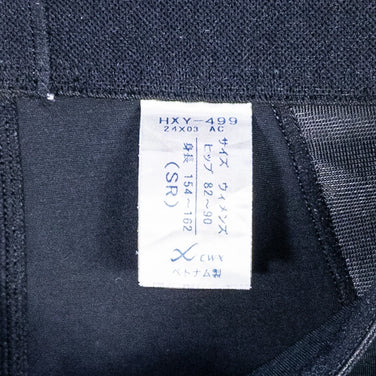 HXY-499
24X03 AC
サイズ ウィメンズ
ヒップ 82～90
身長 154～162
(SR)
CWX
ベトナム製